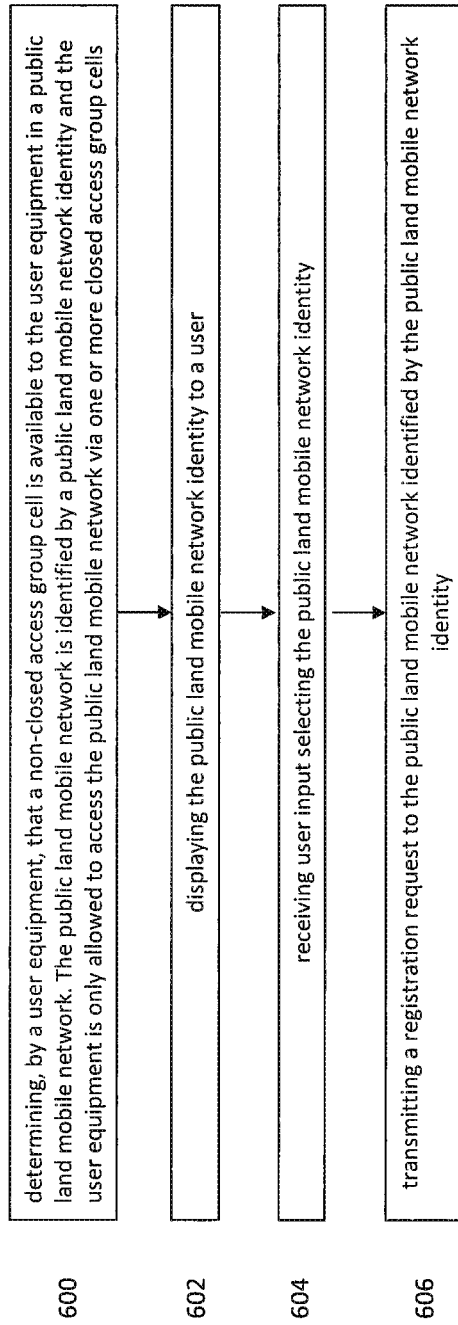 600
determining, by a user equipment, that a non-closed access group cell is available to the user equipment in a public
land mobile network. The public land mobile network is identified by a public land mobile network identity and the
user equipment is only allowed to access the public land mobile network via one or more closed access group cells
602
displaying the public land mobile network identity to a user
604
receiving user input selecting the public land mobile network identity
606
transmitting a registration request to the public land mobile network identified by the public land mobile network
identity